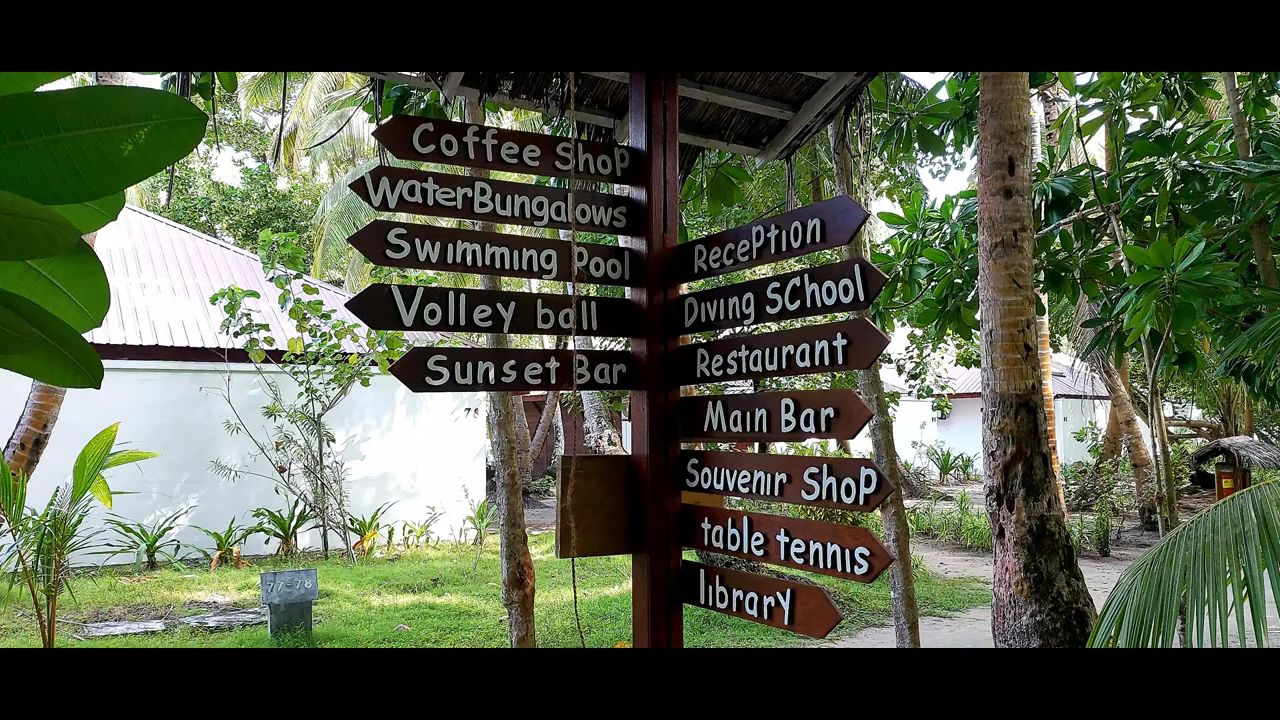 Coffee Shop
WaterBungalows
Swimming Pool
Volley ball
Sunset Bar
Reception
Diving School
Restaurant
Main Bar
Souvenir Shop
table tennis
library
78
77-78